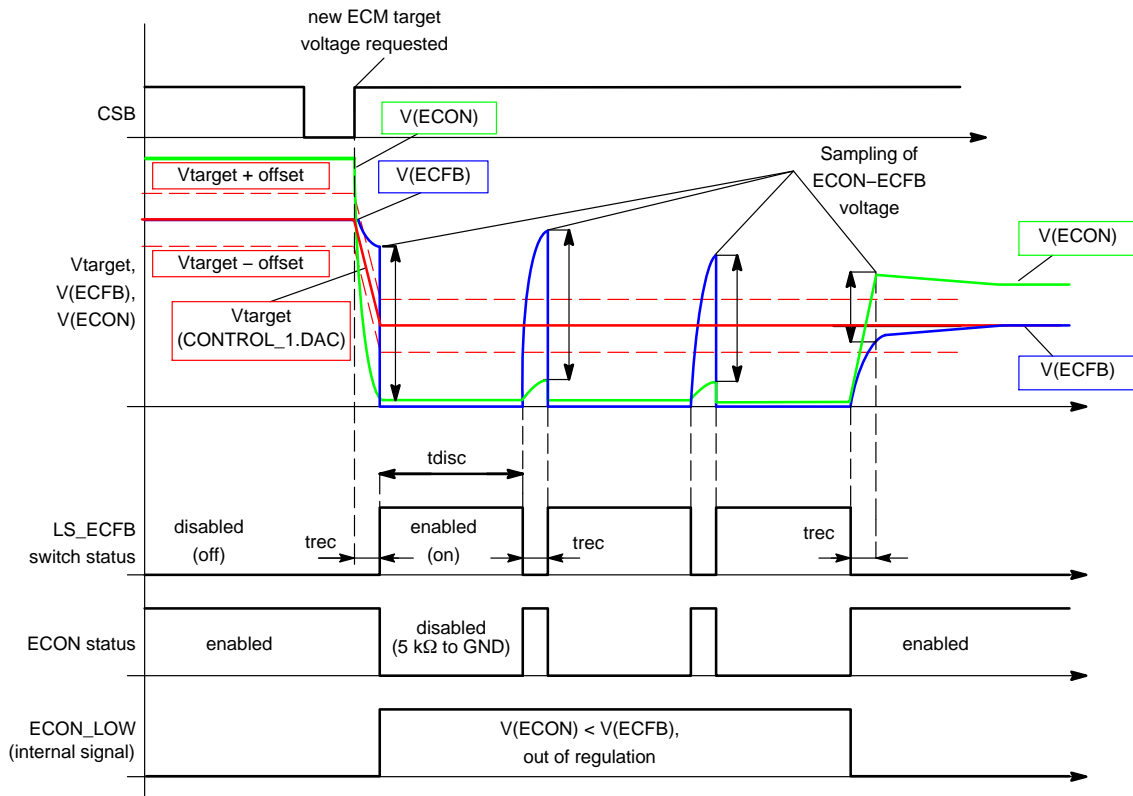 new ECM target
voltage requested
CSB
V(ECON)
Vtarget + offset
V(ECFB)
Sampling of
ECON–ECFB
voltage
Vtarget – offset
V(ECON)
Vtarget,
V(ECFB),
V(ECON)
Vtarget
(CONTROL_1.DAC)
V(ECFB)
tdisc
LS_ECFB
switch status
disabled
(off)
trec
enabled
(on)
trec
trec
ECON status
enabled
disabled
(5 kΩ to GND)
enabled
ECON_LOW
(internal signal)
V(ECON) < V(ECFB),
out of regulation